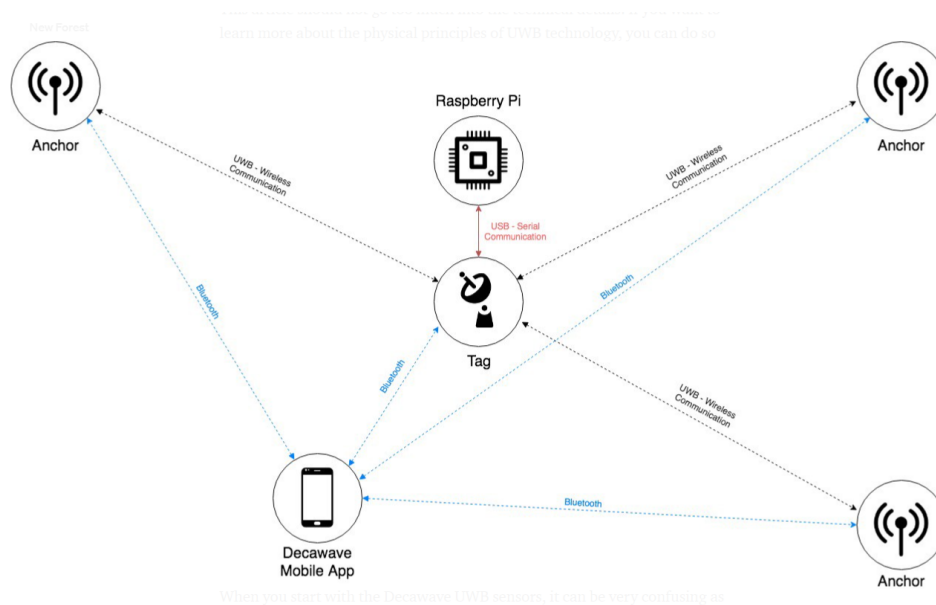 New Forest
learn more about the physical principles of UWB technology, you can do so
Raspberry Pi
Anchor
Anchor
UWB - Wireless
Communication
UWB - Wireless
Communication
USB - Serial
Communication
Bluetooth
Bluetooth
Tag
Bluetooth
UWB - Wireless
Communication
Bluetooth
Decawave
Mobile App
Anchor
When you start with the Decawave UWB sensors, it can be very confusing as